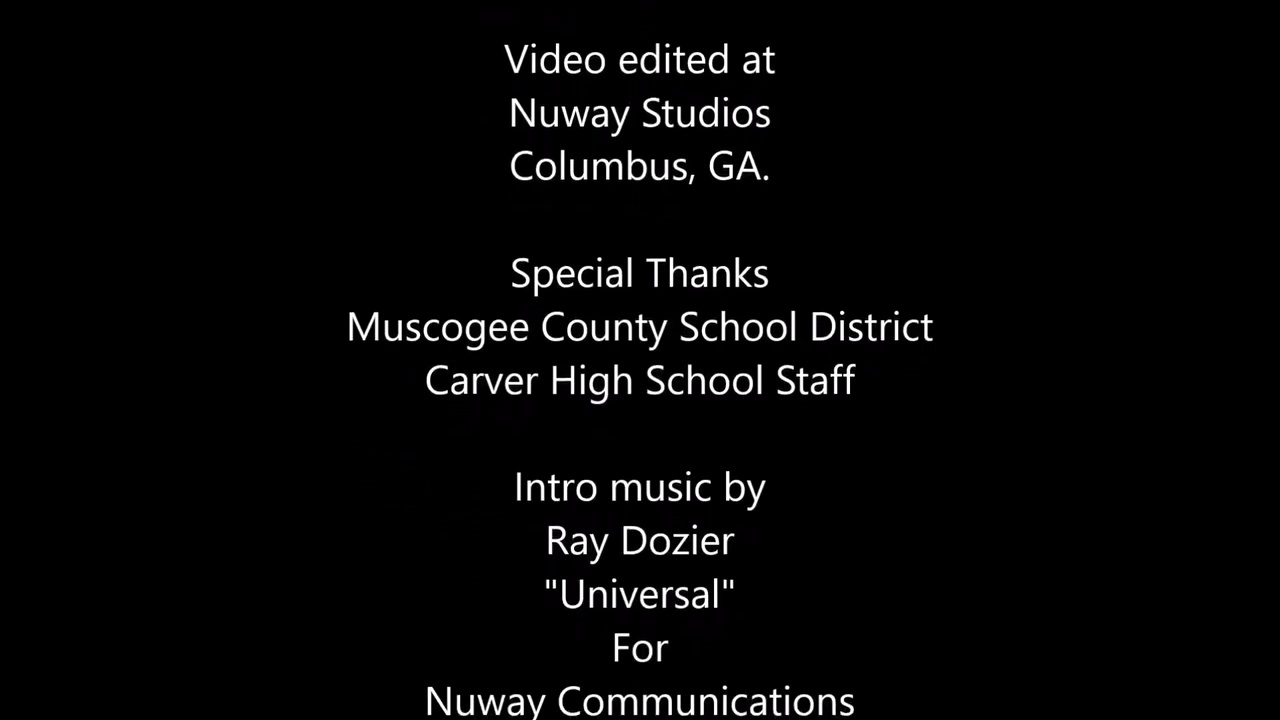 Video edited at
Nuway Studios
Columbus, GA.
Special Thanks
Muscogee County School District
Carver High School Staff
Intro music by
Ray Dozier
"Universal"
For
Nuway Communications